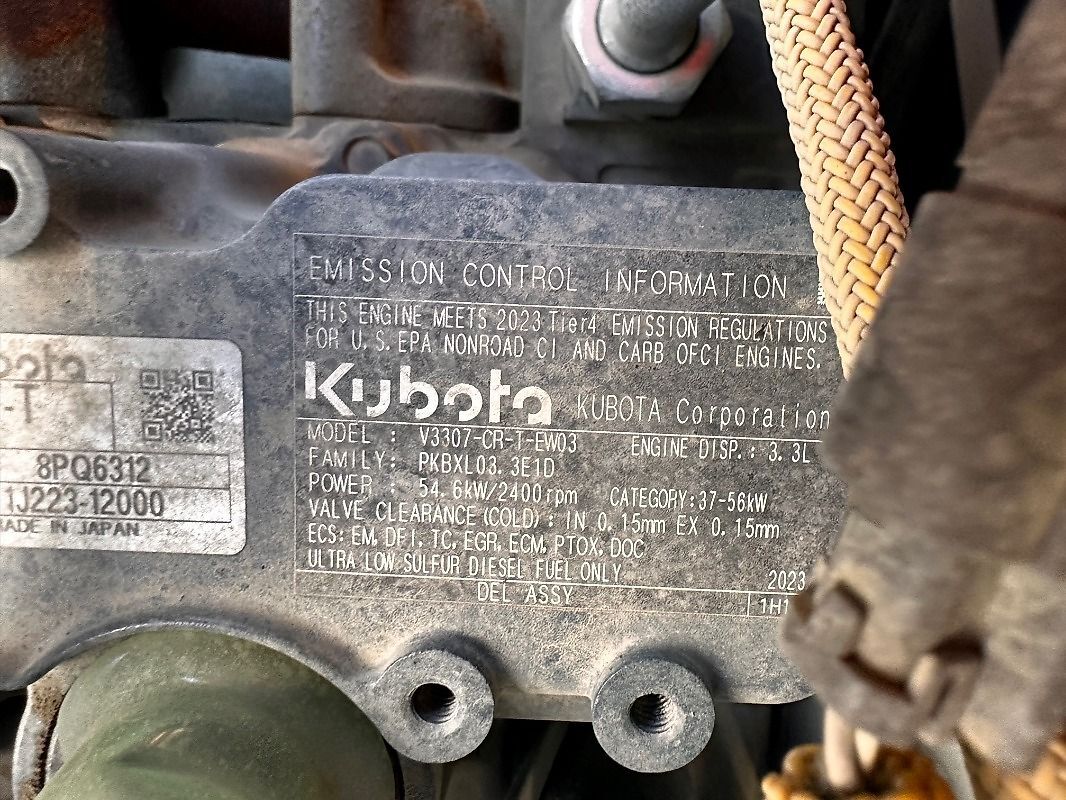 EMISSION CONTROL INFORMATION
THIS ENGINE MEETS 2023 Tier4 EMISSION REGULATIONS
FOR U.S. EPA NONROAD CI AND CARB OFCI ENGINES.
Kubota KUBOTA Corporation
MODEL : V3307-CR-T-EW03 ENGINE DISP.: 3.3L
FAMILY: PKBXL03.3E1D
POWER : 54.6kW/2400rpm CATEGORY:37-56kW
VALVE CLEARANCE(COLD): IN 0.15mm EX 0.15mm
ECS: EM, DFI, TC, EGR, ECM, PTOX, DOC
ULTRA LOW SULFUR DIESEL FUEL ONLY 2023
DEL ASSY 1H1
-T
8PQ6312
1J223-12000
MADE IN JAPAN